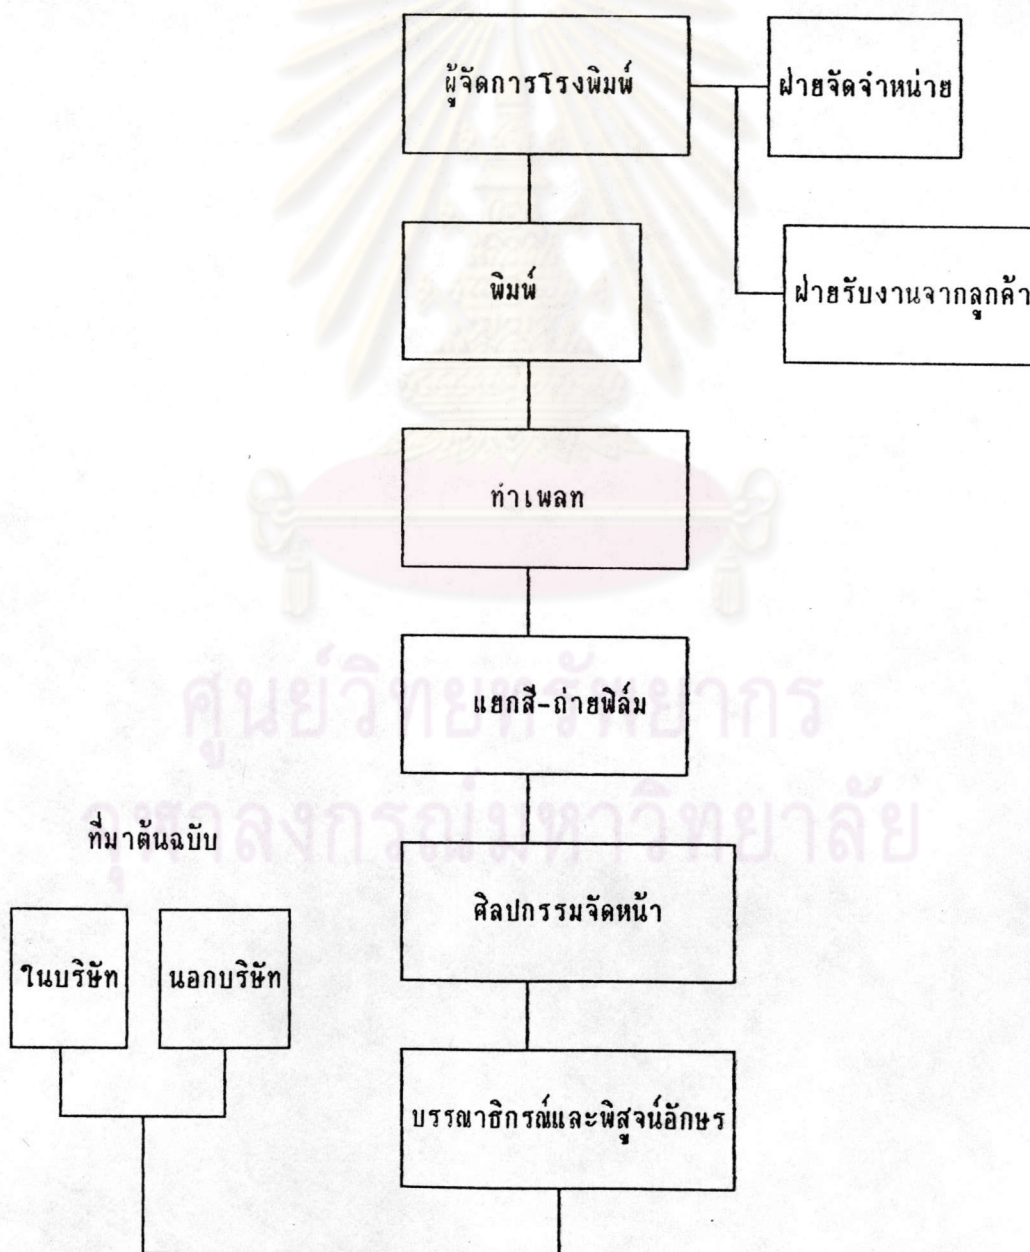 ผู้จัดการโรงพิมพ์
ฝ่ายจัดจำหน่าย
พิมพ์
ฝ่ายรับงานจากลูกค้า
ทำเพลท
แยกสี-ถ่ายฟิล์ม
ศูนย์วิทยทรัพยากร
จุฬาลงกรณ์มหาวิทยาลัย
ที่มาต้นฉบับ
ศิลปกรรมจัดหน้า
ในบริษัท
นอกบริษัท
บรรณาธิกรณ์และพิสูจน์อักษร